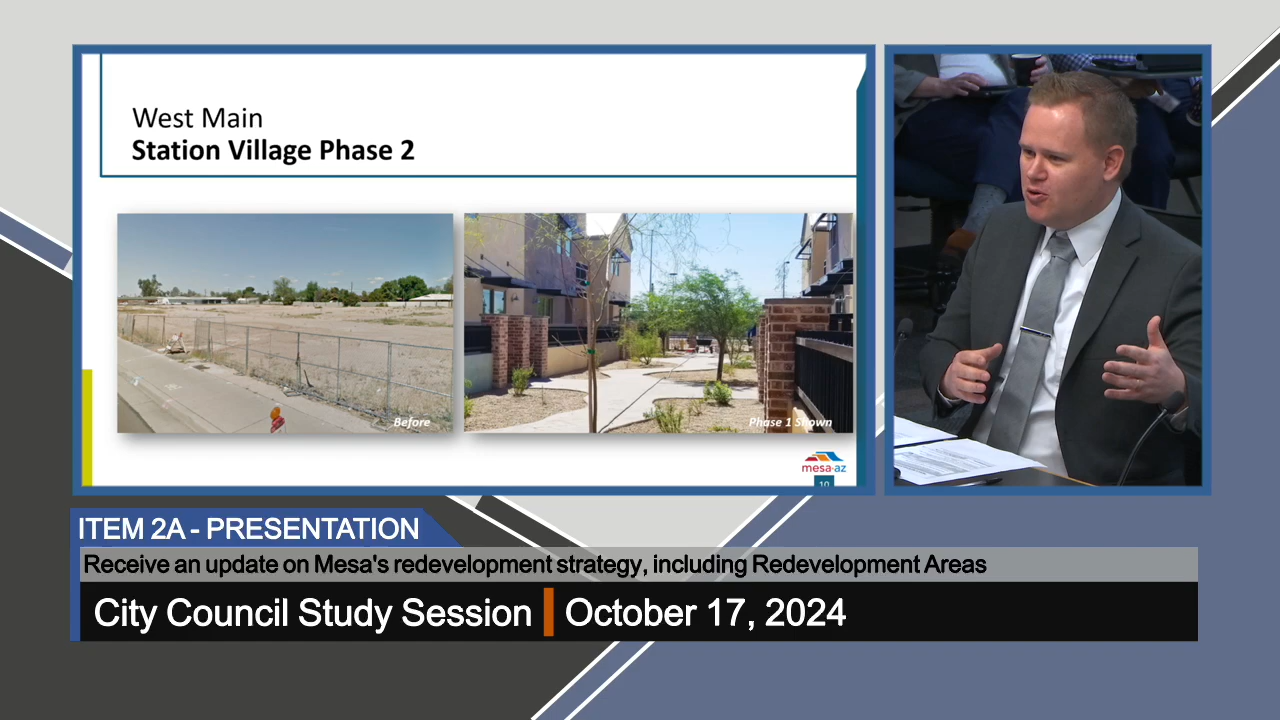 West Main
Station Village Phase 2
Before
Phase 1 Shown
mesa·az
10
ITEM 2A - PRESENTATION
Receive an update on Mesa's redevelopment strategy, including Redevelopment Areas
City Council Study Session
October 17, 2024